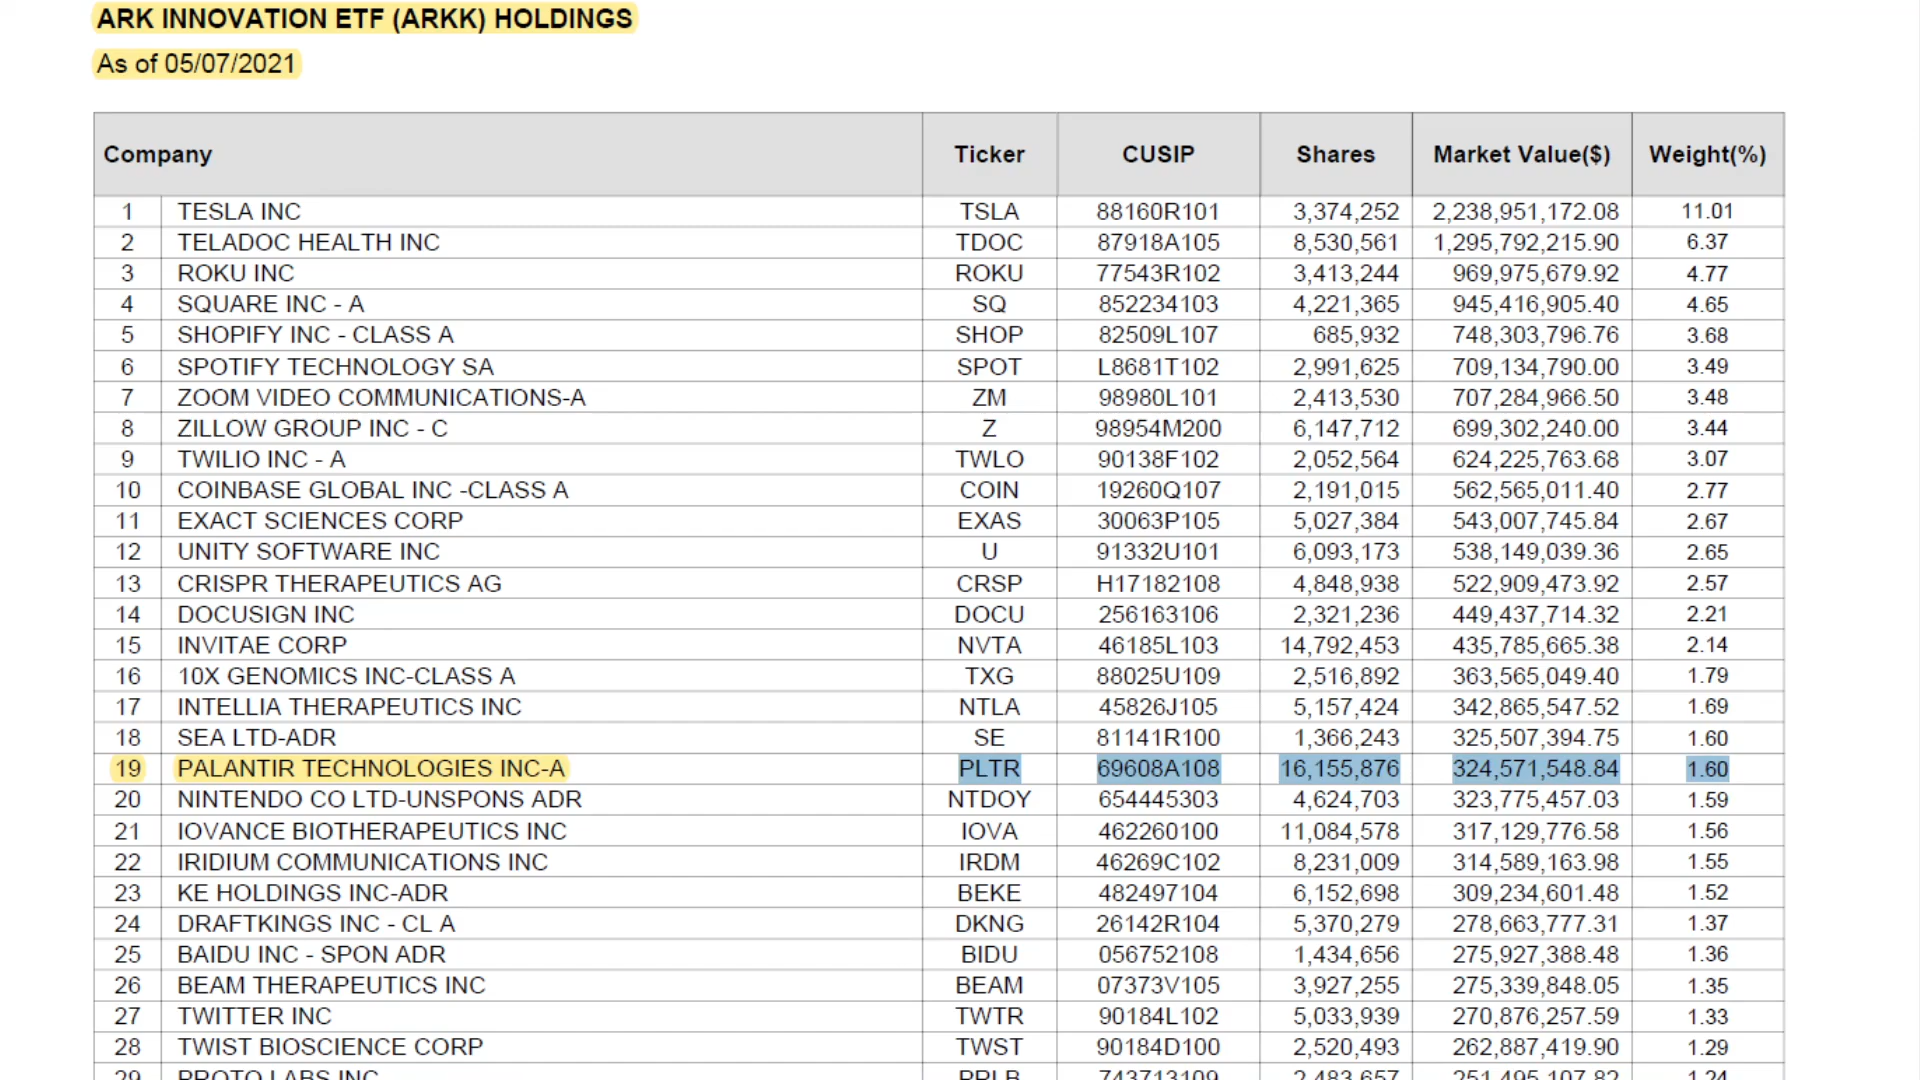 ARK INNOVATION ETF (ARKK) HOLDINGS
As of 05/07/2021
Company Ticker CUSIP Shares Market Value($) Weight(%)
1 TESLA INC TSLA 88160R101 3,374,252 2,238,951,172.08 11.01
2 TELADOC HEALTH INC TDOC 87918A105 8,530,561 1,295,792,215.90 6.37
3 ROKU INC ROKU 77543R102 3,413,244 969,975,679.92 4.77
4 SQUARE INC - A SQ 852234103 4,221,365 945,416,905.40 4.65
5 SHOPIFY INC - CLASS A SHOP 82509L107 685,932 748,303,796.76 3.68
6 SPOTIFY TECHNOLOGY SA SPOT L8681T102 2,991,625 709,134,790.00 3.49
7 ZOOM VIDEO COMMUNICATIONS-A ZM 98980L101 2,413,530 707,284,966.50 3.48
8 ZILLOW GROUP INC - C Z 98954M200 6,147,712 699,302,240.00 3.44
9 TWILIO INC - A TWLO 90138F102 2,052,564 624,225,763.68 3.07
10 COINBASE GLOBAL INC -CLASS A COIN 19260Q107 2,191,015 562,565,011.40 2.77
11 EXACT SCIENCES CORP EXAS 30063P105 5,027,384 543,007,745.84 2.67
12 UNITY SOFTWARE INC U 91332U101 6,093,173 538,149,039.36 2.65
13 CRISPR THERAPEUTICS AG CRSP H17182108 4,848,938 522,909,473.92 2.57
14 DOCUSIGN INC DOCU 256163106 2,321,236 449,437,714.32 2.21
15 INVITAE CORP NVTA 46185L103 14,792,453 435,785,665.38 2.14
16 10X GENOMICS INC-CLASS A TXG 88025U109 2,516,892 363,565,049.40 1.79
17 INTELLIA THERAPEUTICS INC NTLA 45826J105 5,157,424 342,865,547.52 1.69
18 SEA LTD-ADR SE 81141R100 1,366,243 325,507,394.75 1.60
19 PALANTIR TECHNOLOGIES INC-A PLTR 69608A108 16,155,876 324,571,548.84 1.60
20 NINTENDO CO LTD-UNSPONS ADR NTDOY 654445303 4,624,703 323,775,457.03 1.59
21 IOVANCE BIOTHERAPEUTICS INC IOVA 462260100 11,084,578 317,129,776.58 1.56
22 IRIDIUM COMMUNICATIONS INC IRDM 46269C102 8,231,009 314,589,163.98 1.55
23 KE HOLDINGS INC-ADR BEKE 482497104 6,152,698 309,234,601.48 1.52
24 DRAFTKINGS INC - CL A DKNG 26142R104 5,370,279 278,663,777.31 1.37
25 BAIDU INC - SPON ADR BIDU 056752108 1,434,656 275,927,388.48 1.36
26 BEAM THERAPEUTICS INC BEAM 07373V105 3,927,255 275,339,848.05 1.35
27 TWITTER INC TWTR 90184L102 5,033,939 270,876,257.59 1.33
28 TWIST BIOSCIENCE CORP TWST 90184D100 2,520,493 262,887,419.90 1.29
29 PROTO LABS INC PRLB 743713109 2,483,657 251,495,107.82 1.24